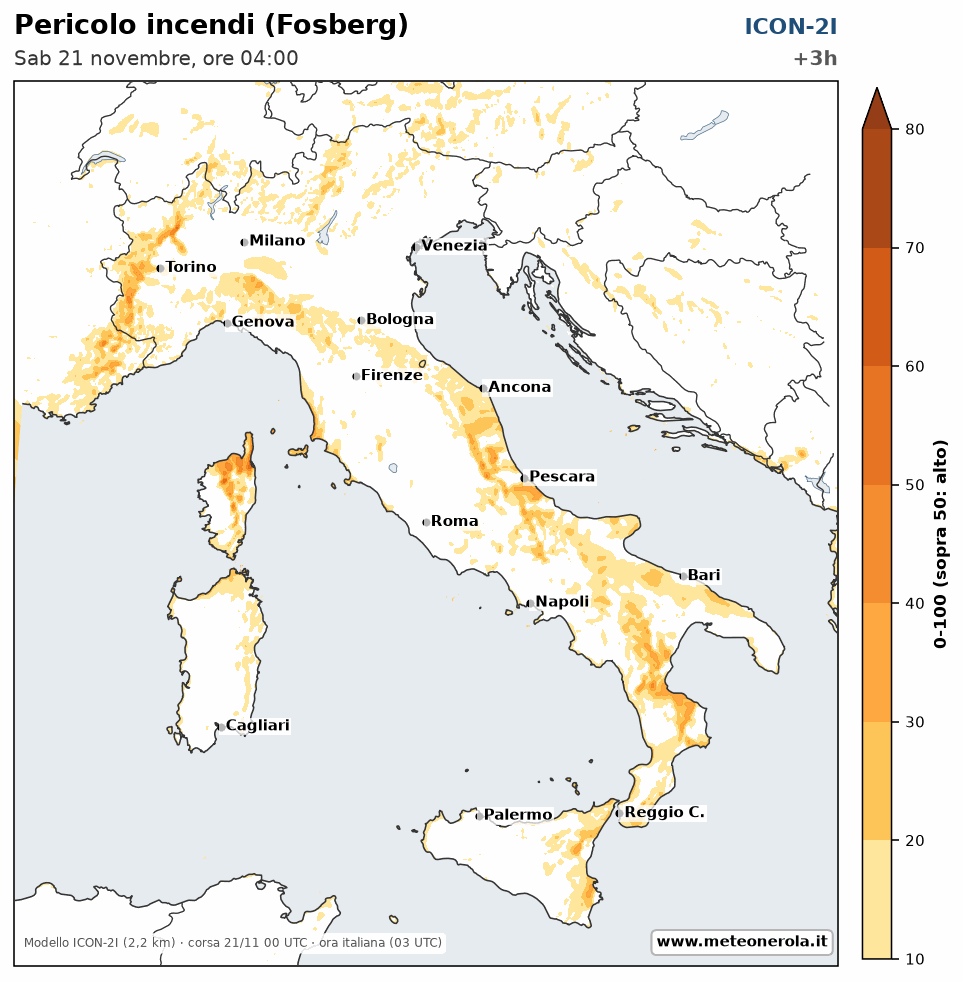 Pericolo incendi (Fosberg)
ICON-2I
Sab 21 novembre, ore 04:00
+3h
Milano
Venezia
Torino
Genova
Bologna
Firenze
Ancona
Pescara
Roma
Bari
Napoli
Cagliari
Palermo
Reggio C.
80
70
60
50
40
30
20
10
0-100 (sopra 50: alto)
Modello ICON-2I (2,2 km) · corsa 21/11 00 UTC · ora italiana (03 UTC)
www.meteonerola.it